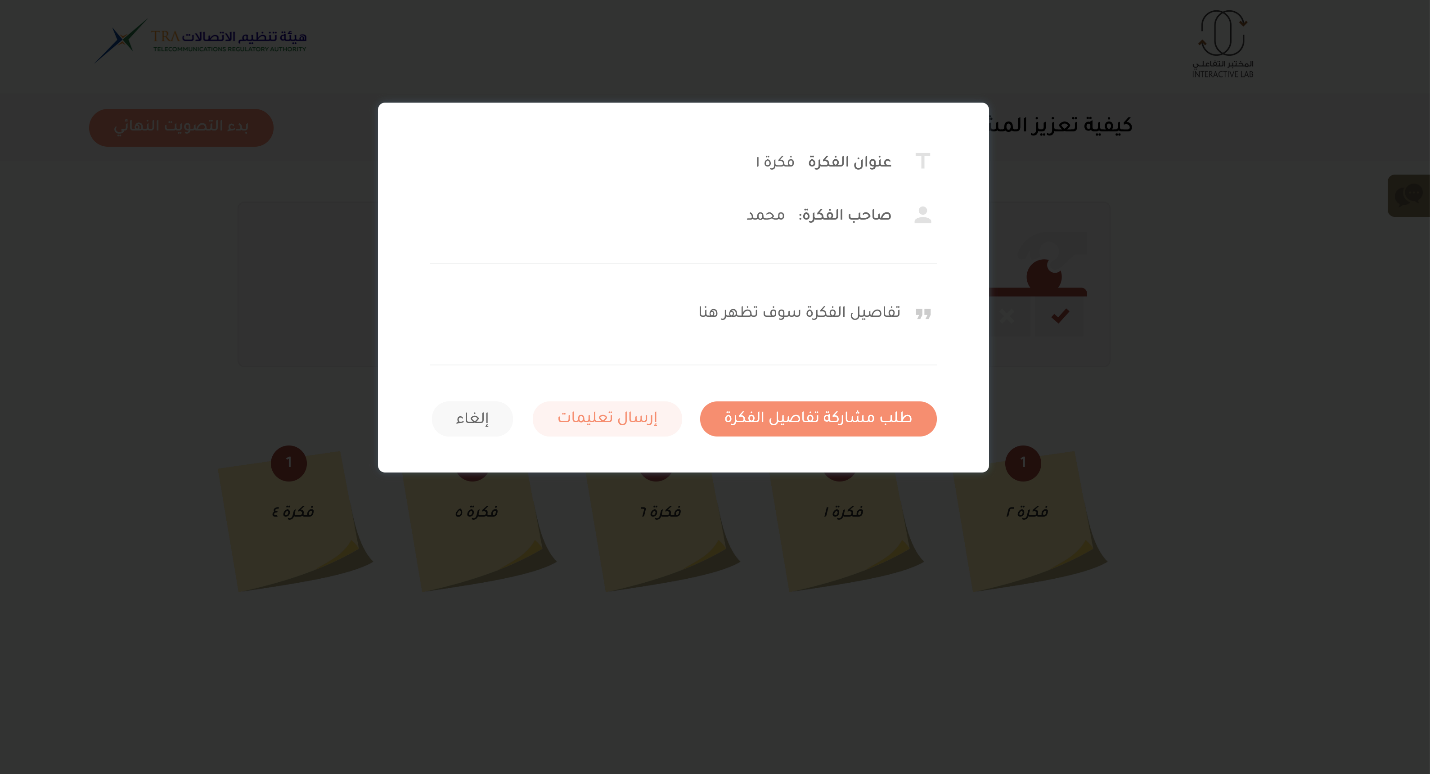 المختبر التفاعلي
INTERACTIVE LAB
هيئة تنظيم الاتصالات TRA
TELECOMMUNICATIONS REGULATORY AUTHORITY
كيفية تعزيز
بدء التصويت النهائي
عنوان الفكرة فكرة ١
صاحب الفكرة: محمد
تفاصيل الفكرة سوف تظهر هنا
طلب مشاركة تفاصيل الفكرة
إرسال تعليمات
إلغاء
1
1
فكرة ٢
فكرة ١
فكرة ٦
فكرة ٥
فكرة ٤